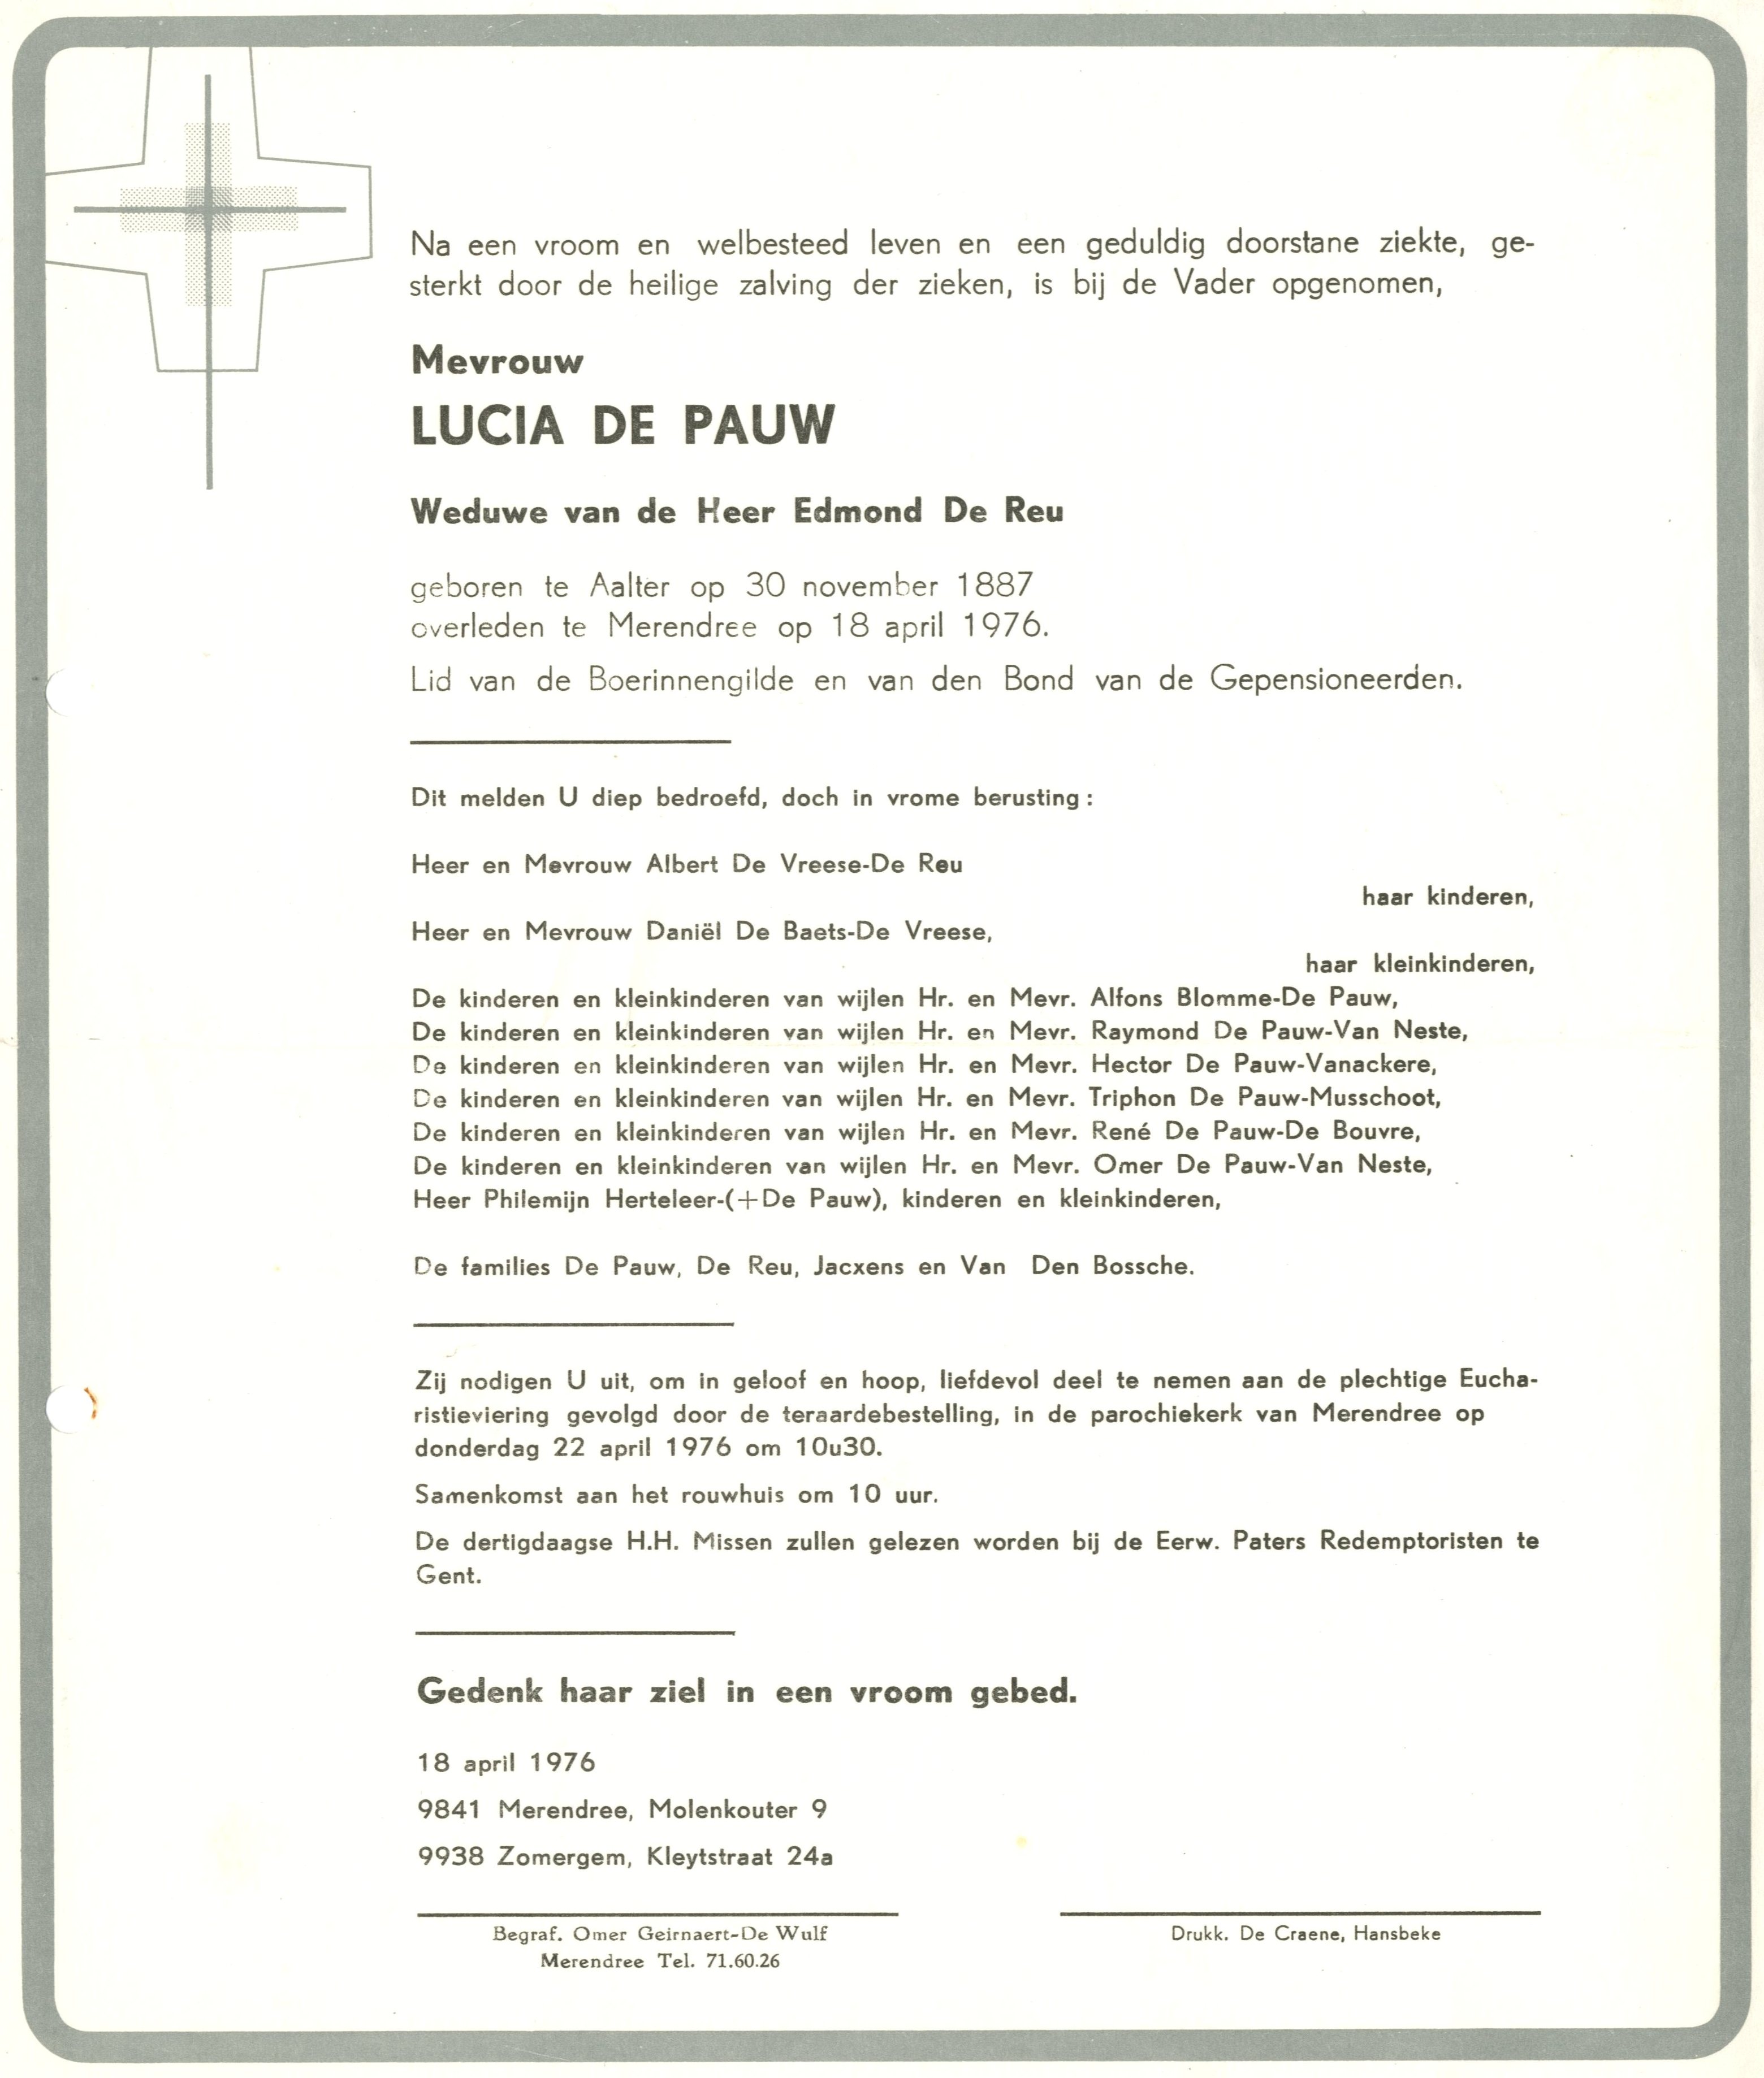 Na een vroom en welbesteed leven en een geduldig doorstane ziekte, ge-
sterkt door de heilige zalving der zieken, is bij de Vader opgenomen,
Mevrouw
LUCIA DE PAUW
Weduwe van de Heer Edmond De Reu
geboren te Aalter op 30 november 1887
overleden te Merendree op 18 april 1976.
Lid van de Boerinnengilde en van den Bond van de Gepensioneerden.
Dit melden U diep bedroefd, doch in vrome berusting :
Heer en Mevrouw Albert De Vreese-De Reu
haar kinderen,
Heer en Mevrouw Daniël De Baets-De Vreese,
haar kleinkinderen,
De kinderen en kleinkinderen van wijlen Hr. en Mevr. Alfons Blomme-De Pauw,
De kinderen en kleinkinderen van wijlen Hr. en Mevr. Raymond De Pauw-Van Neste,
De kinderen en kleinkinderen van wijlen Hr. en Mevr. Hector De Pauw-Vanackere,
De kinderen en kleinkinderen van wijlen Hr. en Mevr. Triphon De Pauw-Musschoot,
De kinderen en kleinkinderen van wijlen Hr. en Mevr. René De Pauw-De Bouvre,
De kinderen en kleinkinderen van wijlen Hr. en Mevr. Omer De Pauw-Van Neste,
Heer Philemijn Herteleer-(+De Pauw), kinderen en kleinkinderen,
De families De Pauw, De Reu, Jacxens en Van Den Bossche.
Zij nodigen U uit, om in geloof en hoop, liefdevol deel te nemen aan de plechtige Eucha-
ristieviering gevolgd door de teraardebestelling, in de parochiekerk van Merendree op
donderdag 22 april 1976 om 10u30.
Samenkomst aan het rouwhuis om 10 uur.
De dertigdaagse H.H. Missen zullen gelezen worden bij de Eerw. Paters Redemptoristen te
Gent.
Gedenk haar ziel in een vroom gebed.
18 april 1976
9841 Merendree, Molenkouter 9
9938 Zomergem, Kleytstraat 24a
Begraf. Omer Geirnaert-De Wulf
Merendree Tel. 71.60.26
Drukk. De Craene, Hansbeke